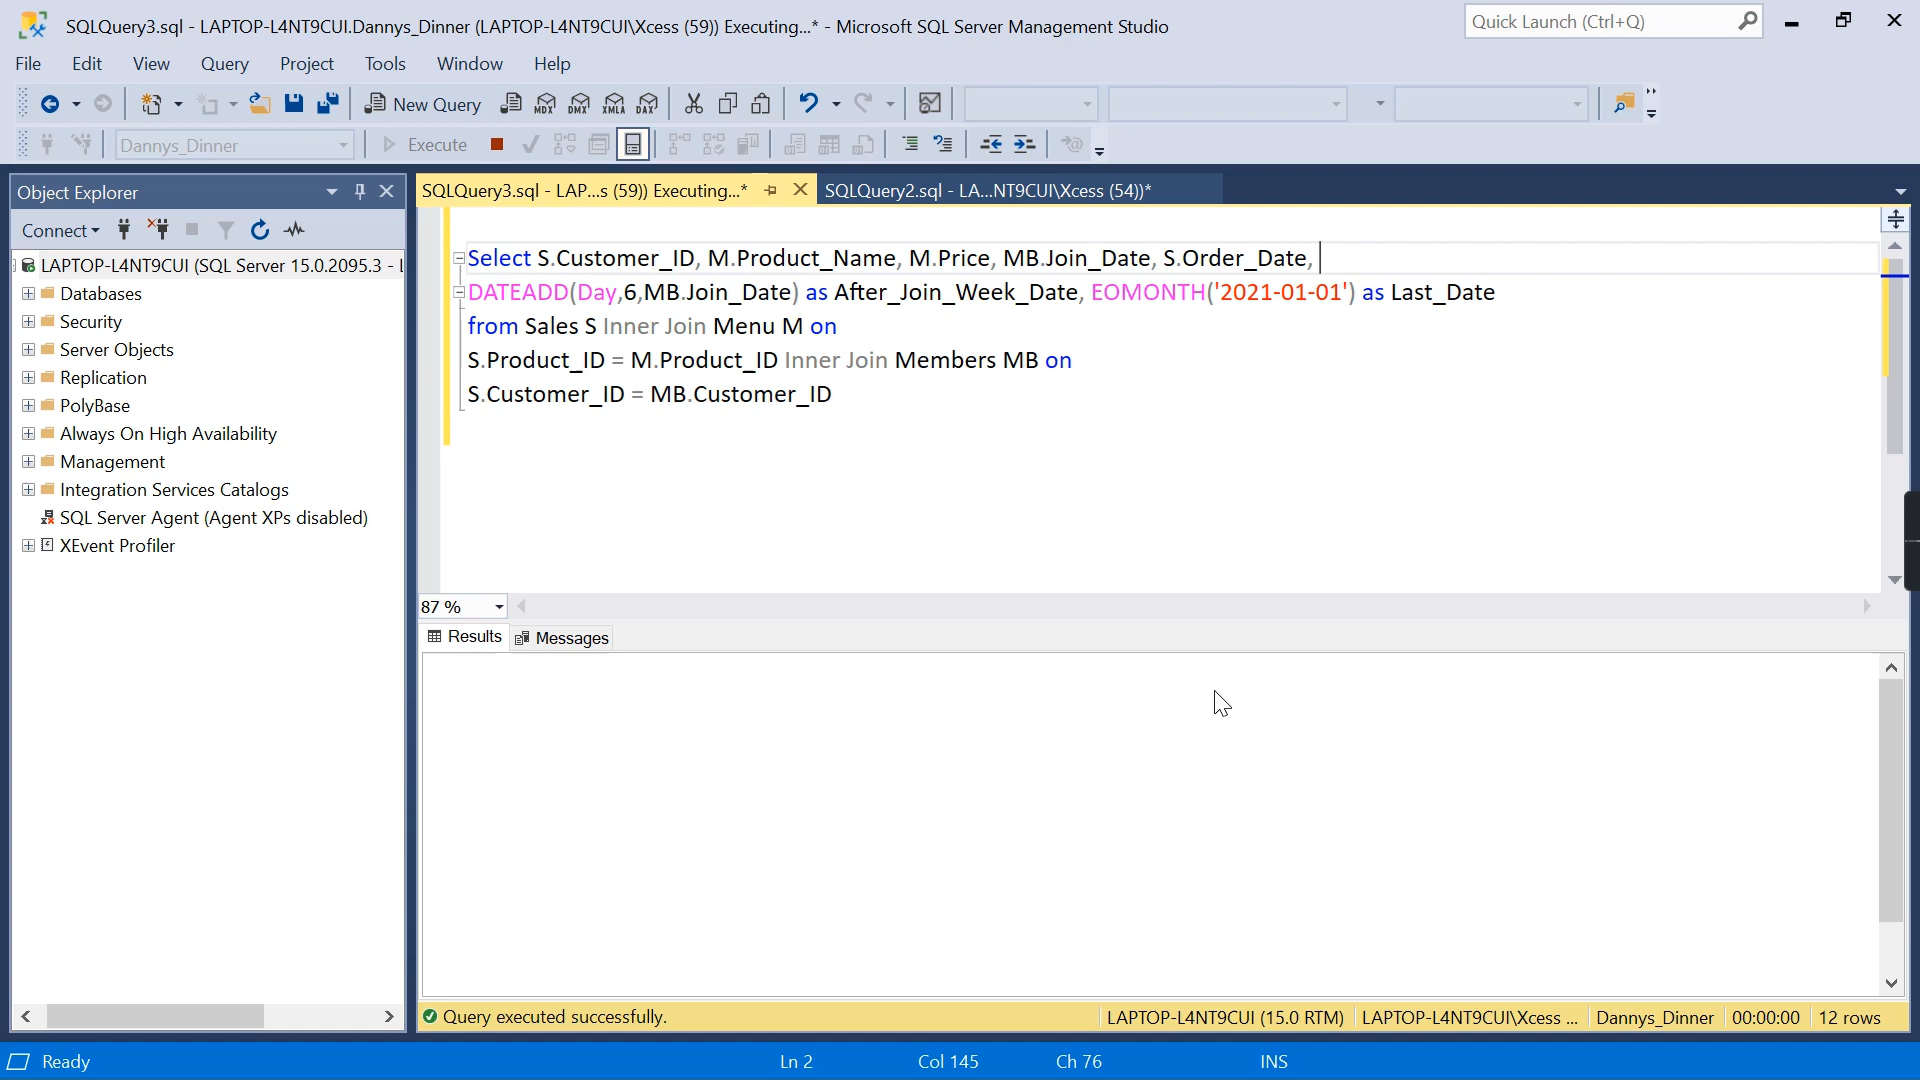 SQLQuery3.sql - LAPTOP-L4NT9CUI.Dannys_Dinner (LAPTOP-L4NT9CUI\Xcess (59)) Executing...* - Microsoft SQL Server Management Studio
Quick Launch (Ctrl+Q)
File Edit View Query Project Tools Window Help
New Query MDX DMX XMLA DAX
Dannys_Dinner Execute
Object Explorer
SQLQuery3.sql - LAP...s (59)) Executing...*
SQLQuery2.sql - LA...NT9CUI\Xcess (54))*
Connect
LAPTOP-L4NT9CUI (SQL Server 15.0.2095.3 - L
Databases
Security
Server Objects
Replication
PolyBase
Always On High Availability
Management
Integration Services Catalogs
SQL Server Agent (Agent XPs disabled)
XEvent Profiler
Select S.Customer_ID, M.Product_Name, M.Price, MB.Join_Date, S.Order_Date,
DATEADD(Day,6,MB.Join_Date) as After_Join_Week_Date, EOMONTH('2021-01-01') as Last_Date
from Sales S Inner Join Menu M on
S.Product_ID = M.Product_ID Inner Join Members MB on
S.Customer_ID = MB.Customer_ID
87 %
Results Messages
Query executed successfully.
LAPTOP-L4NT9CUI (15.0 RTM) LAPTOP-L4NT9CUI\Xcess ... Dannys_Dinner 00:00:00 12 rows
Ready Ln 2 Col 145 Ch 76 INS